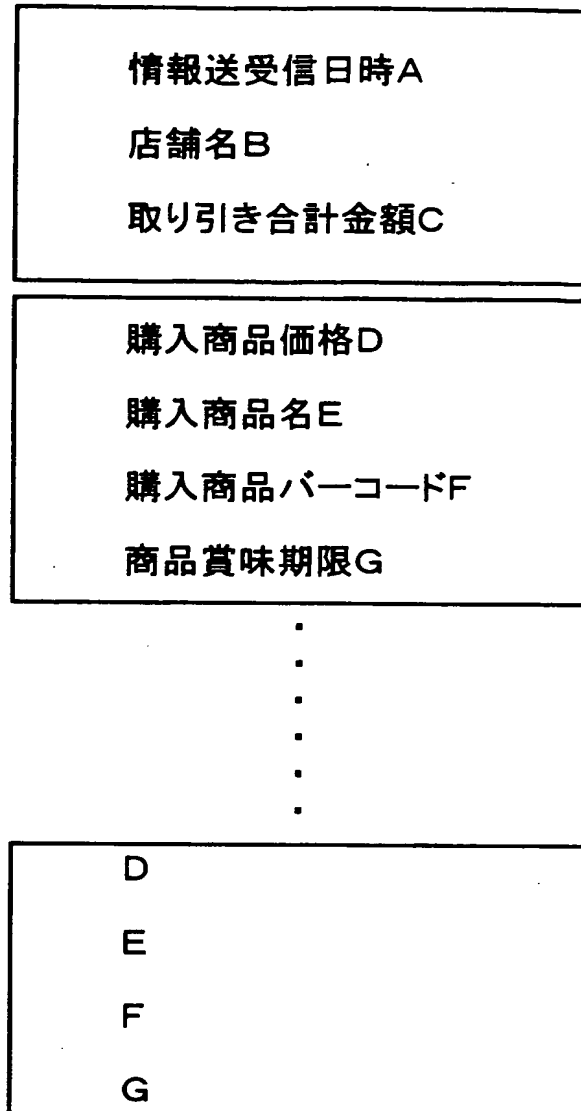 情報送受信日時A
店舗名B
取り引き合計金額C
購入商品価格D
購入商品名E
購入商品バーコードF
商品賞味期限G
D
E
F
G